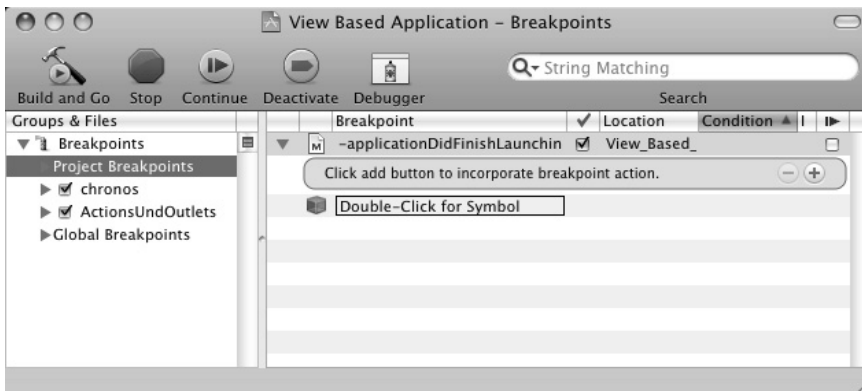 View Based Application – Breakpoints
Build and Go Stop Continue Deactivate Debugger Search
String Matching
Groups & Files Breakpoint ✓ Location Condition I
Breakpoints -applicationDidFinishLaunchin View_Based_
Project Breakpoints Click add button to incorporate breakpoint action.
chronos Double-Click for Symbol
ActionsUndOutlets
Global Breakpoints